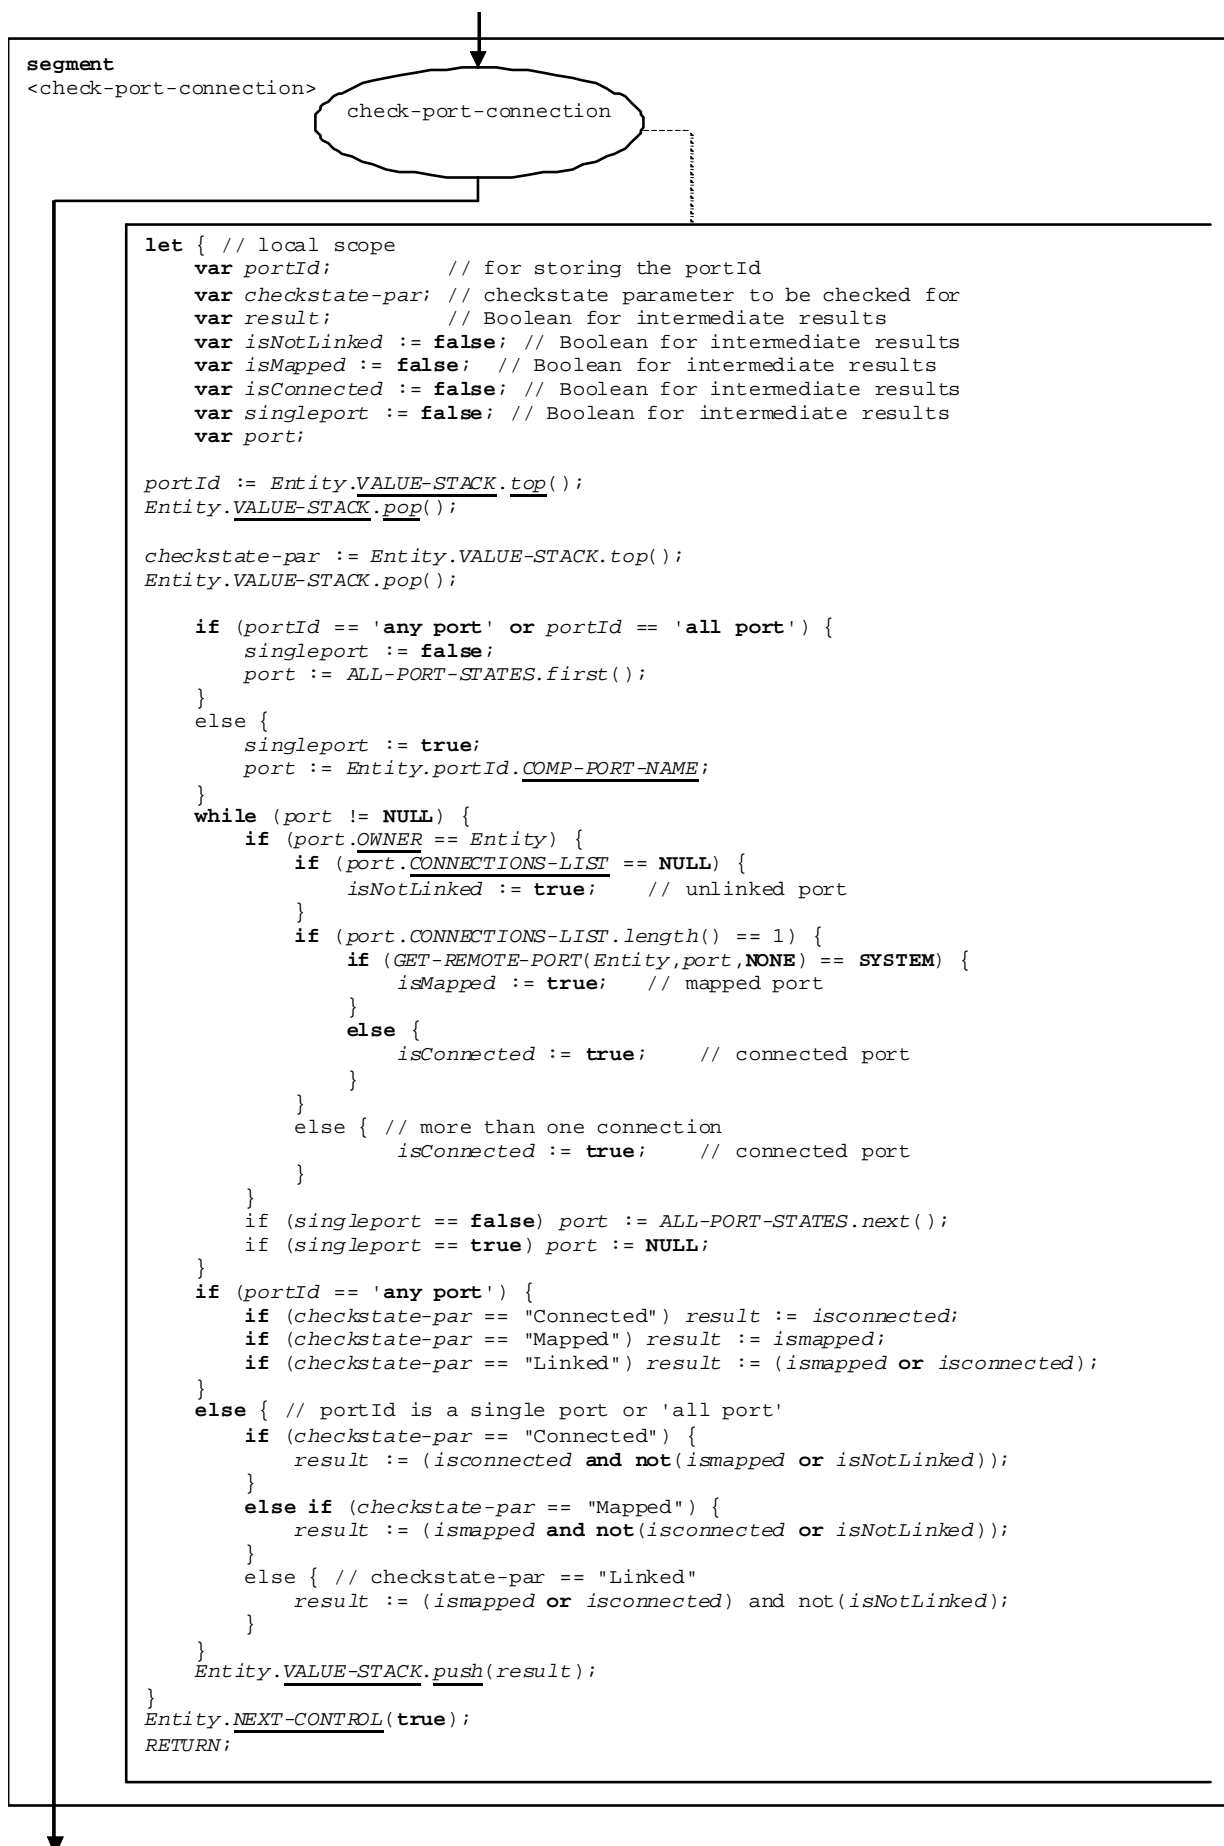 segment
<check-port-connection>
check-port-connection
let { // local scope
var portId; // for storing the portId
var checkstate-par; // checkstate parameter to be checked for
var result; // Boolean for intermediate results
var isNotLinked := false; // Boolean for intermediate results
var isMapped := false; // Boolean for intermediate results
var isConnected := false; // Boolean for intermediate results
var singleport := false; // Boolean for intermediate results
var port;
portId := Entity.VALUE-STACK.top();
Entity.VALUE-STACK.pop();
checkstate-par := Entity.VALUE-STACK.top();
Entity.VALUE-STACK.pop();
if (portId == 'any port' or portId == 'all port') {
singleport := false;
port := ALL-PORT-STATES.first();
}
else {
singleport := true;
port := Entity.portId.COMP-PORT-NAME;
}
while (port != NULL) {
if (port.OWNER == Entity) {
if (port.CONNECTIONS-LIST == NULL) {
isNotLinked := true; // unlinked port
}
if (port.CONNECTIONS-LIST.length() == 1) {
if (GET-REMOTE-PORT(Entity,port,NONE) == SYSTEM) {
isMapped := true; // mapped port
}
else {
isConnected := true; // connected port
}
}
else { // more than one connection
isConnected := true; // connected port
}
}
if (singleport == false) port := ALL-PORT-STATES.next();
if (singleport == true) port := NULL;
}
if (portId == 'any port') {
if (checkstate-par == "Connected") result := isconnected;
if (checkstate-par == "Mapped") result := ismapped;
if (checkstate-par == "Linked") result := (ismapped or isconnected);
}
else { // portId is a single port or 'all port'
if (checkstate-par == "Connected") {
result := (isconnected and not(ismapped or isNotLinked));
}
else if (checkstate-par == "Mapped") {
result := (ismapped and not(isconnected or isNotLinked));
}
else { // checkstate-par == "Linked"
result := (ismapped or isconnected) and not(isNotLinked);
}
}
Entity.VALUE-STACK.push(result);
}
Entity.NEXT-CONTROL(true);
RETURN;